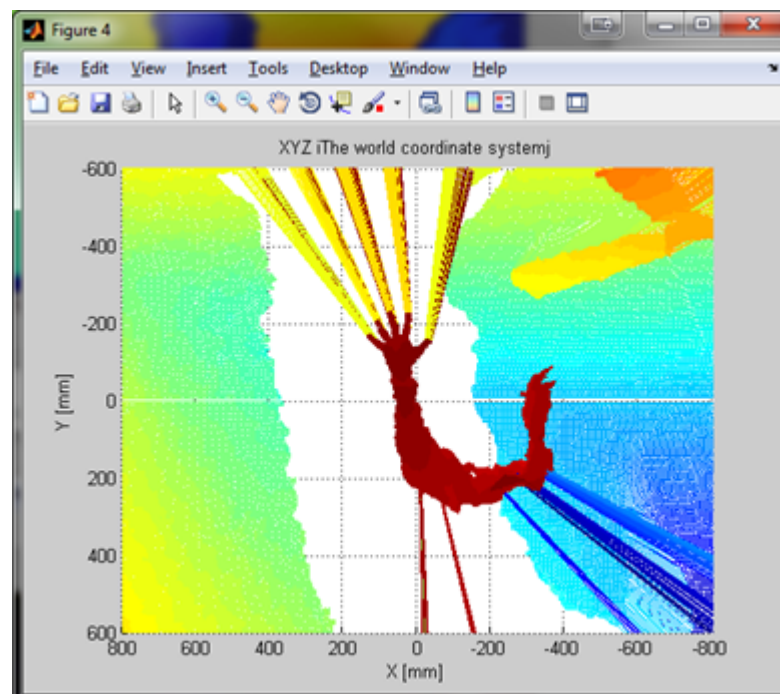 Figure 4
File Edit View Insert Tools Desktop Window Help
XYZ iThe world coordinate systemj
-600
-400
-200
0
200
400
600
Y [mm]
800 600 400 200 0 -200 -400 -600 -800
X [mm]